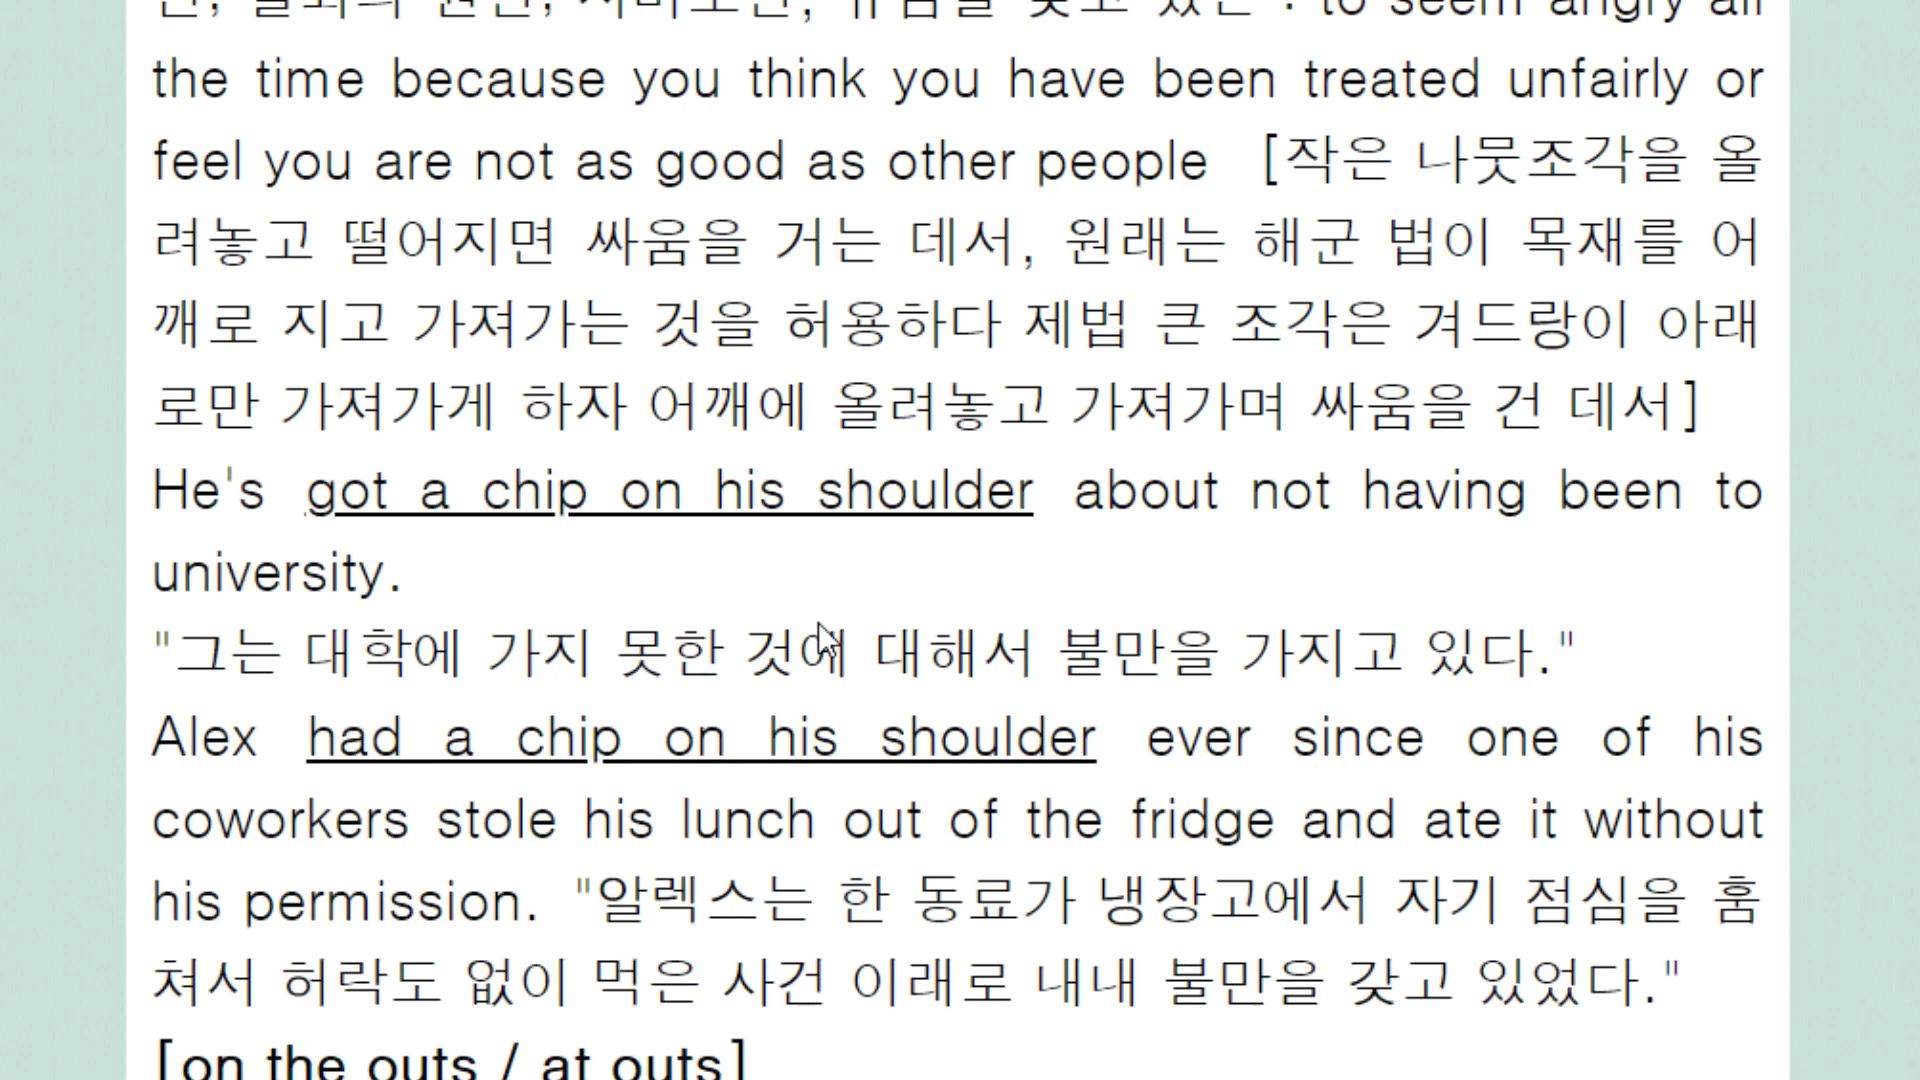 : to seem angry all
the time because you think you have been treated unfairly or
feel you are not as good as other people [작은 나뭇조각을 올
려놓고 떨어지면 싸움을 거는 데서, 원래는 해군 법이 목재를 어
깨로 지고 가져가는 것을 허용하다 제법 큰 조각은 겨드랑이 아래
로만 가져가게 하자 어깨에 올려놓고 가져가며 싸움을 건 데서]
He's got a chip on his shoulder about not having been to
university.
"그는 대학에 가지 못한 것에 대해서 불만을 가지고 있다."
Alex had a chip on his shoulder ever since one of his
coworkers stole his lunch out of the fridge and ate it without
his permission. "알렉스는 한 동료가 냉장고에서 자기 점심을 훔
쳐서 허락도 없이 먹은 사건 이래로 내내 불만을 갖고 있었다."
[on the outs / at outs]